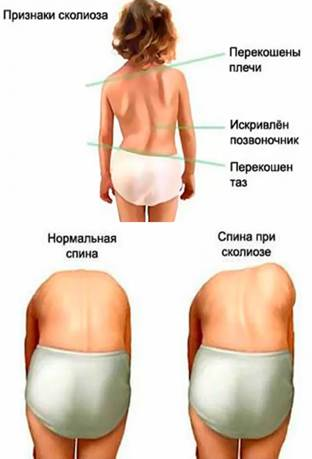 Признаки сколиоза
Перекошены
плечи
Искривлён
позвоночник
Перекошен
таз
Нормальная
спина
Спина при
сколиозе